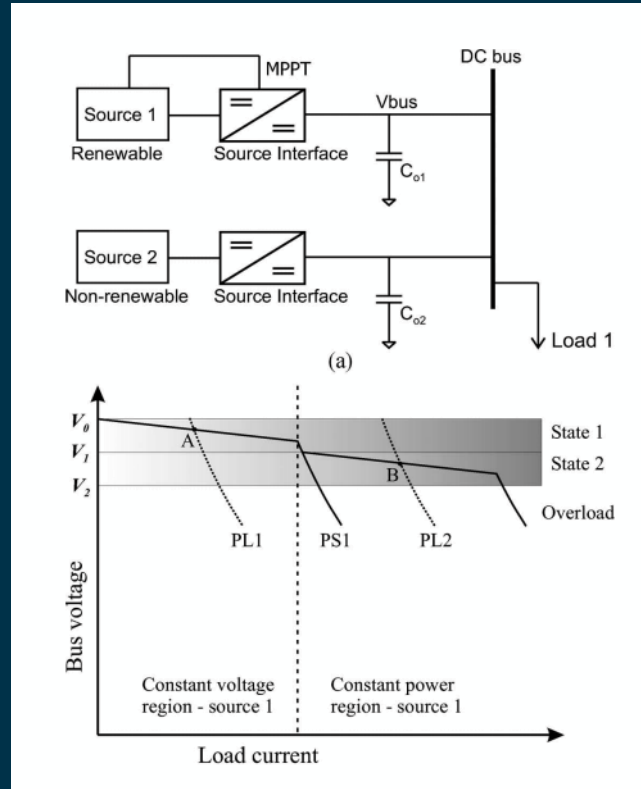 DC bus
MPPT
Source 1
Vbus
Renewable
Source Interface
Co1
Source 2
Non-renewable
Source Interface
Co2
Load 1
(a)
V0
State 1
A
V1
State 2
B
V2
Overload
PL1
PS1
PL2
Bus voltage
Constant voltage
region - source 1
Constant power
region - source 1
Load current